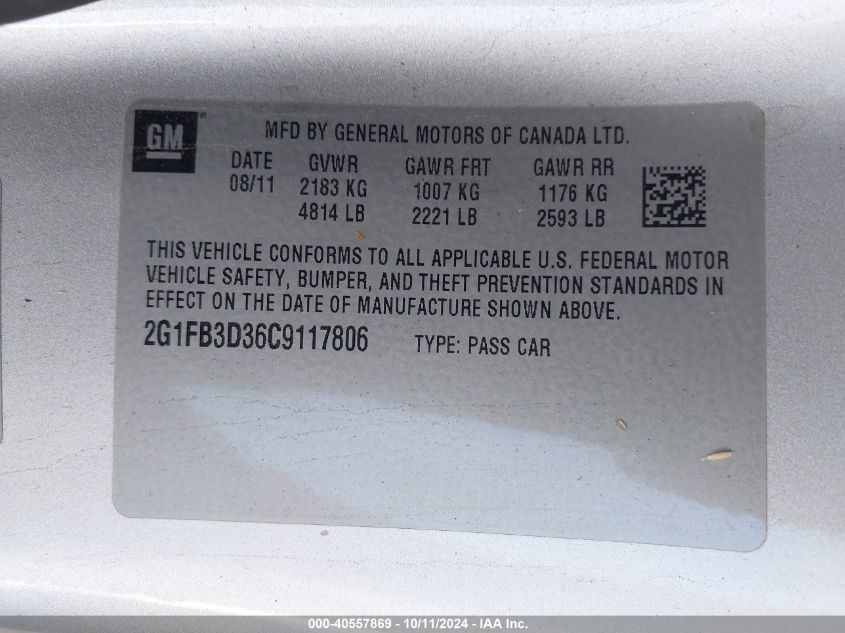 GM ®
MFD BY GENERAL MOTORS OF CANADA LTD.
DATE GVWR GAWR FRT GAWR RR
08/11 2183 KG 1007 KG 1176 KG
4814 LB 2221 LB 2593 LB
THIS VEHICLE CONFORMS TO ALL APPLICABLE U.S. FEDERAL MOTOR
VEHICLE SAFETY, BUMPER, AND THEFT PREVENTION STANDARDS IN
EFFECT ON THE DATE OF MANUFACTURE SHOWN ABOVE.
2G1FB3D36C9117806 TYPE: PASS CAR
000-40557869 - 10/11/2024 - IAA Inc.